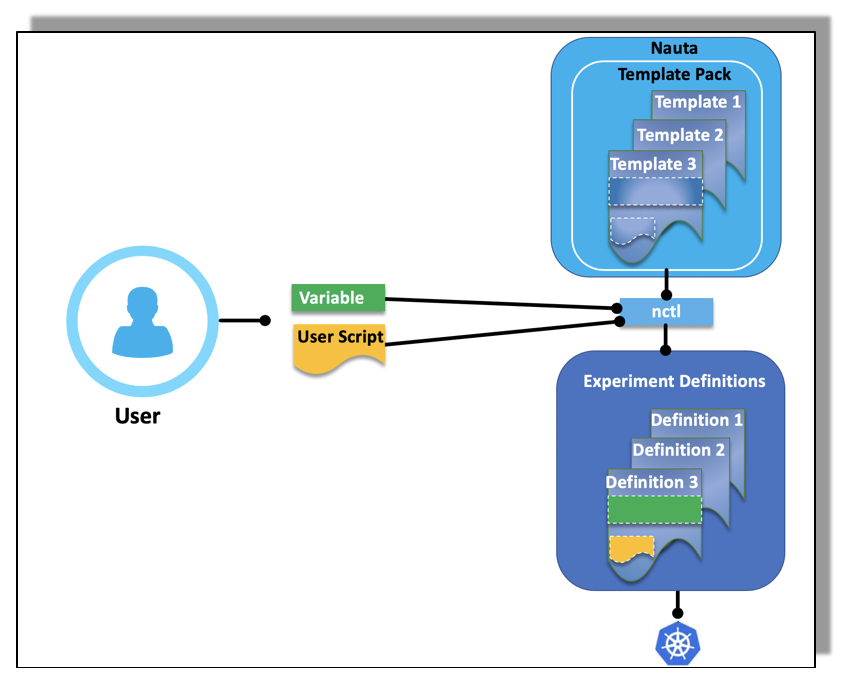 Nauta
Template Pack
Template 1
Template 2
Template 3
Variable
User Script
nctl
User
Experiment Definitions
Definition 1
Definition 2
Definition 3